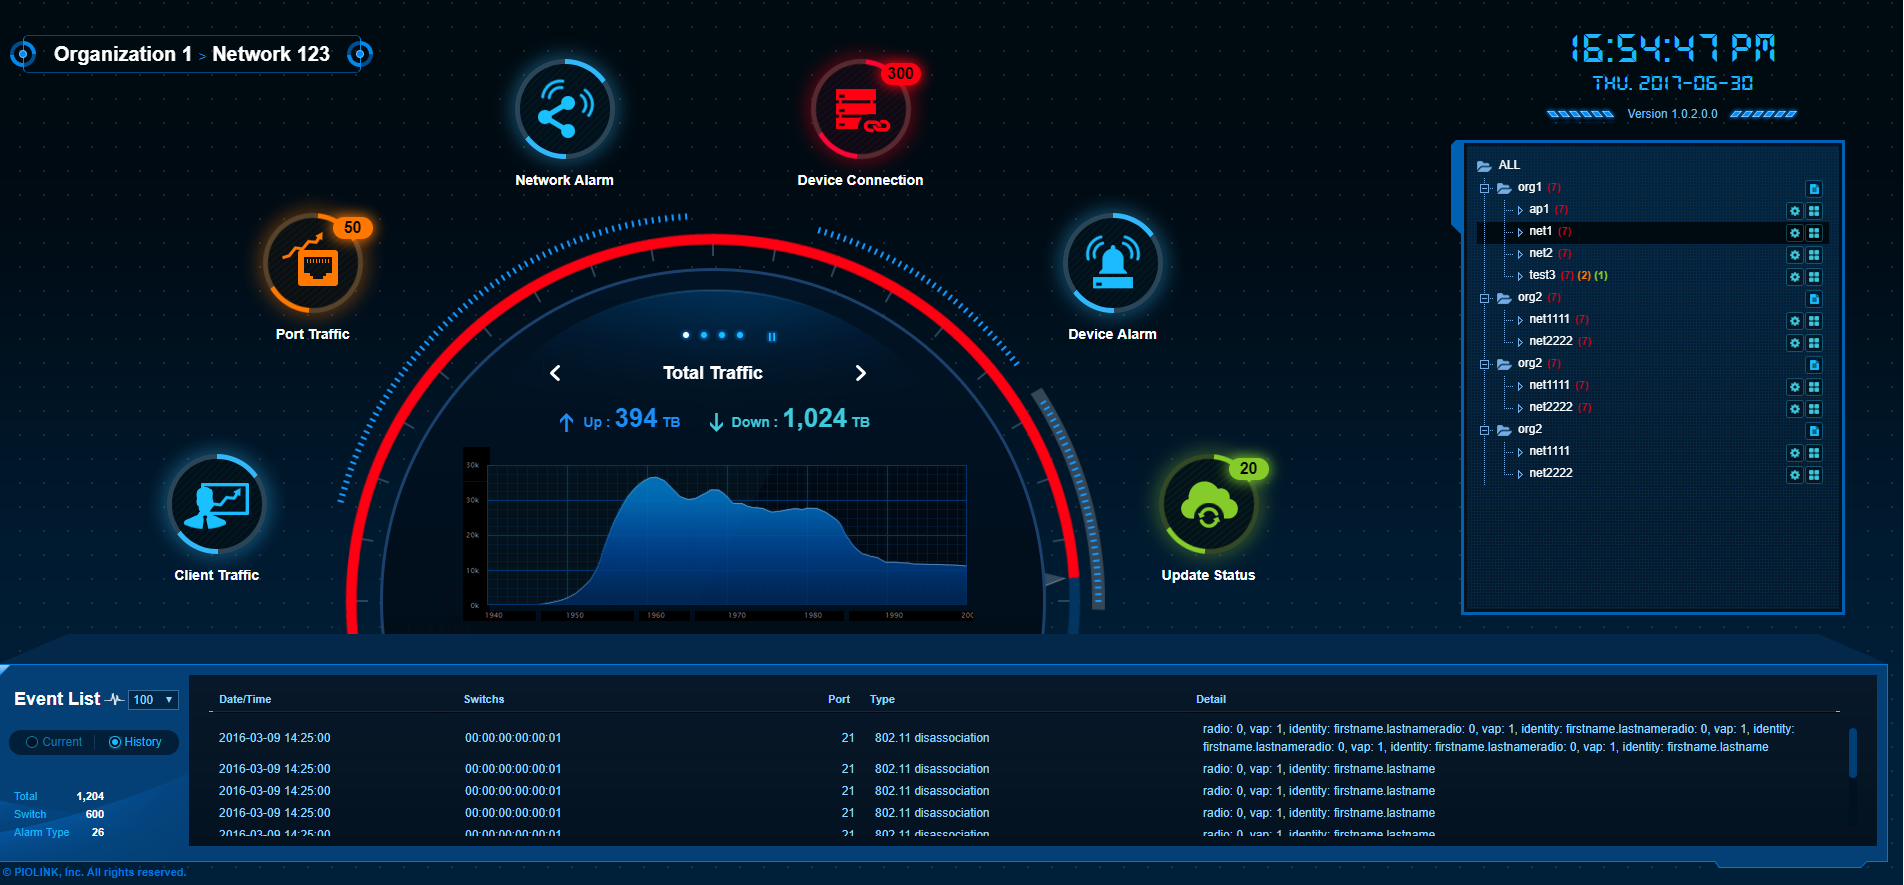 Organization 1 > Network 123
16:54:47 PM
THU. 2017-06-30
Version 1.0.2.0.0
Network Alarm
300
Device Connection
50
Port Traffic
Device Alarm
Client Traffic
20
Update Status
Total Traffic
Up : 394 TB
Down : 1,024 TB
30k
30k
20k
10k
0k
1940 1950 1960 1970 1980 1990 200
ALL
org1 (7)
ap1 (7)
net1 (7)
net2 (7)
test3 (7) (2) (1)
org2 (7)
net1111 (7)
net2222 (7)
org2 (7)
net1111 (7)
net2222 (7)
org2
net1111
net2222
Event List 100
Current History
Total 1,204
Switch 600
Alarm Type 26
Date/Time Switchs Port Type Detail
2016-03-09 14:25:00 00:00:00:00:00:01 21 802.11 disassociation radio: 0, vap: 1, identity: firstname.lastnameradio: 0, vap: 1, identity: firstname.lastnameradio: 0, vap: 1, identity:
firstname.lastnameradio: 0, vap: 1, identity: firstname.lastnameradio: 0, vap: 1, identity: firstname.lastname
2016-03-09 14:25:00 00:00:00:00:00:01 21 802.11 disassociation radio: 0, vap: 1, identity: firstname.lastname
2016-03-09 14:25:00 00:00:00:00:00:01 21 802.11 disassociation radio: 0, vap: 1, identity: firstname.lastname
2016-03-09 14:25:00 00:00:00:00:00:01 21 802.11 disassociation radio: 0, vap: 1, identity: firstname.lastname
2016-03-09 14:25:00 00:00:00:00:00:01 21 802.11 disassociation radio: 0, vap: 1, identity: firstname.lastname
© PIOLINK, Inc. All rights reserved.